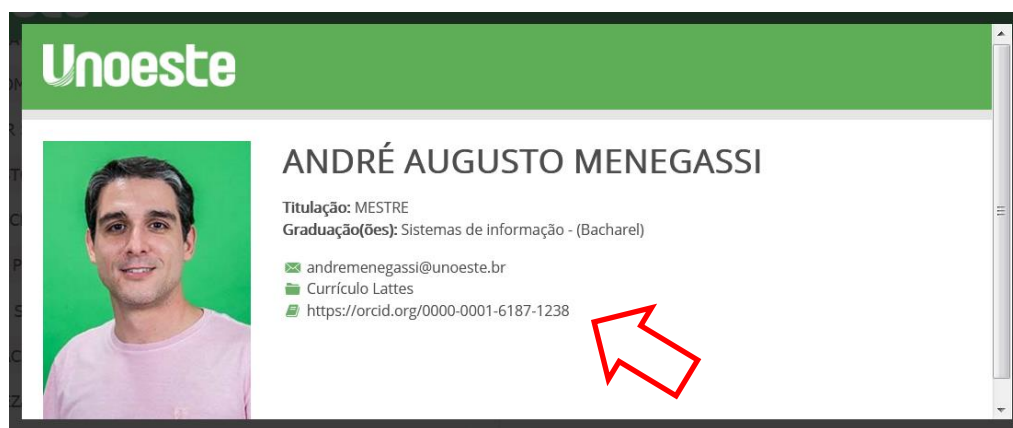 Unoeste
ANDRÉ AUGUSTO MENEGASSI
Titulação: MESTRE
Graduação(ões): Sistemas de informação - (Bacharel)
andremenegassi@unoeste.br
Currículo Lattes
https://orcid.org/0000-0001-6187-1238